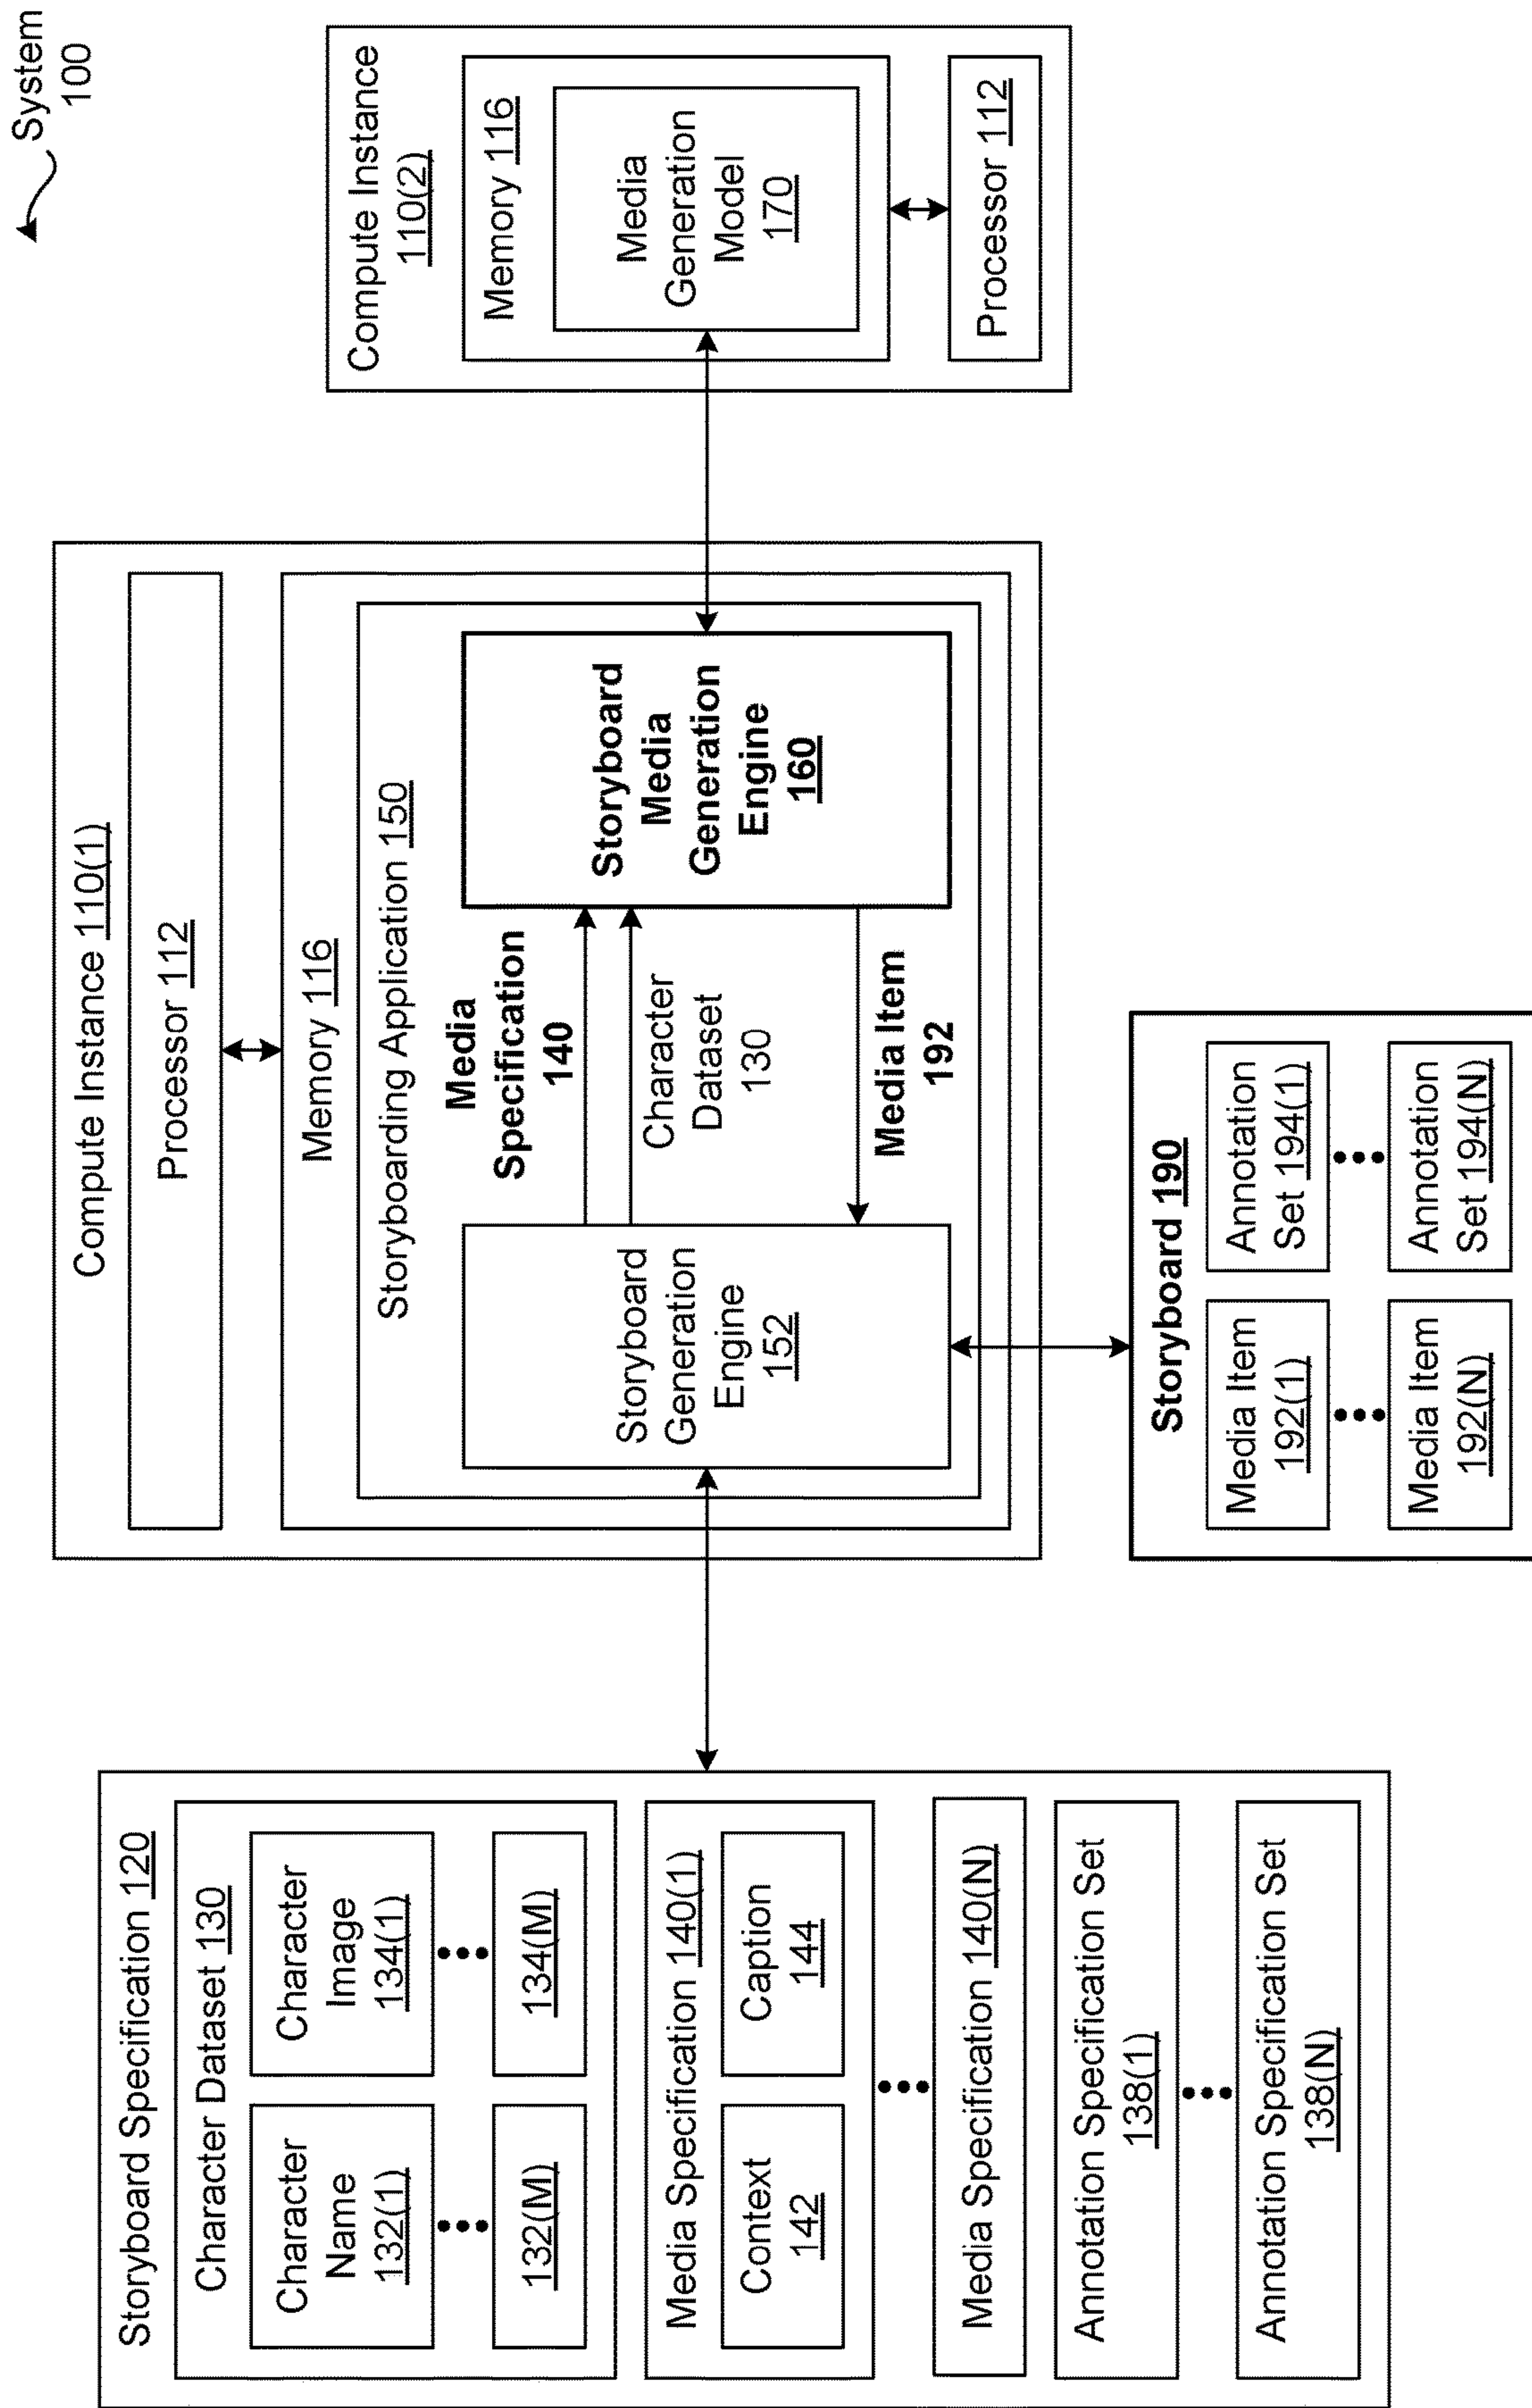 System
100
Storyboard Specification 120
Character Dataset 130
Character
Name
132(1)
Character
Image
134(1)
132(M)
134(M)
Media Specification 140(1)
Context
142
Caption
144
Media Specification 140(N)
Annotation Specification Set
138(1)
Annotation Specification Set
138(N)
Compute Instance 110(1)
Processor 112
Memory 116
Storyboarding Application 150
Storyboard
Generation
Engine
152
Media
Specification
140
Character
Dataset
130
Media Item
192
Storyboard
Media
Generation
Engine
160
Storyboard 190
Media Item
192(1)
Annotation
Set 194(1)
Media Item
192(N)
Annotation
Set 194(N)
Compute Instance
110(2)
Memory 116
Media
Generation
Model
170
Processor 112